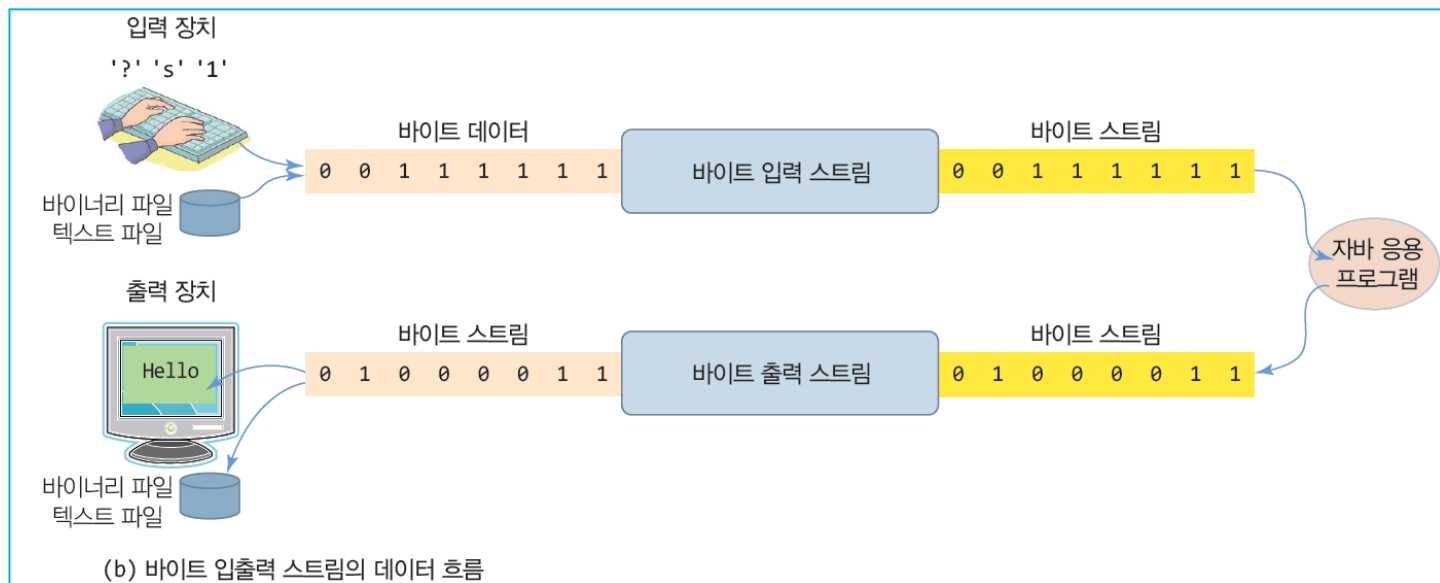 입력 장치
'?' 's' '1'
바이트 데이터
바이트 스트림
0 0 1 1 1 1 1 1
바이트 입력 스트림
0 0 1 1 1 1 1 1
바이너리 파일
텍스트 파일
자바 응용
프로그램
출력 장치
Hello
바이트 스트림
바이트 스트림
0 1 0 0 0 0 1 1
바이트 출력 스트림
0 1 0 0 0 0 1 1
바이너리 파일
텍스트 파일
(b) 바이트 입출력 스트림의 데이터 흐름